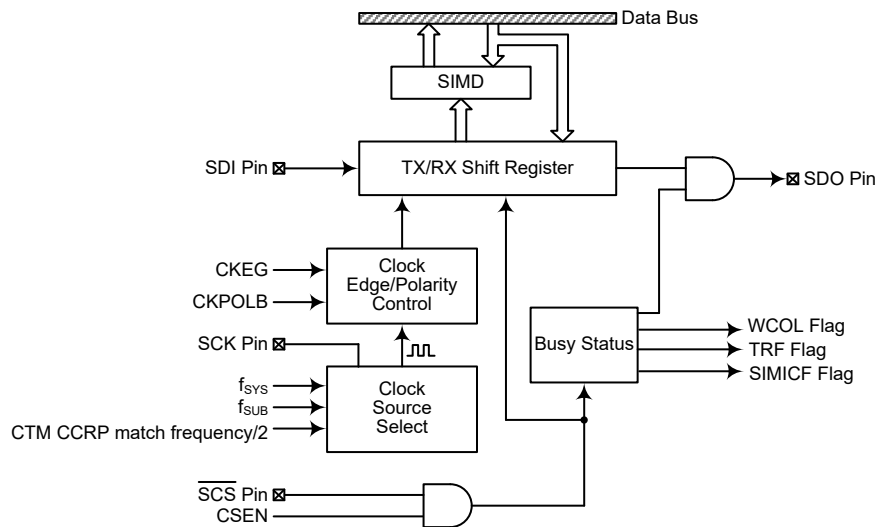 Data Bus
SIMD
SDI Pin
TX/RX Shift Register
SDO Pin
CKEG
CKPOLB
Clock
Edge/Polarity
Control
SCK Pin
Busy Status
WCOL Flag
TRF Flag
SIMICF Flag
fSYS
fSUB
CTM CCRP match frequency/2
Clock
Source
Select
SCS Pin
CSEN